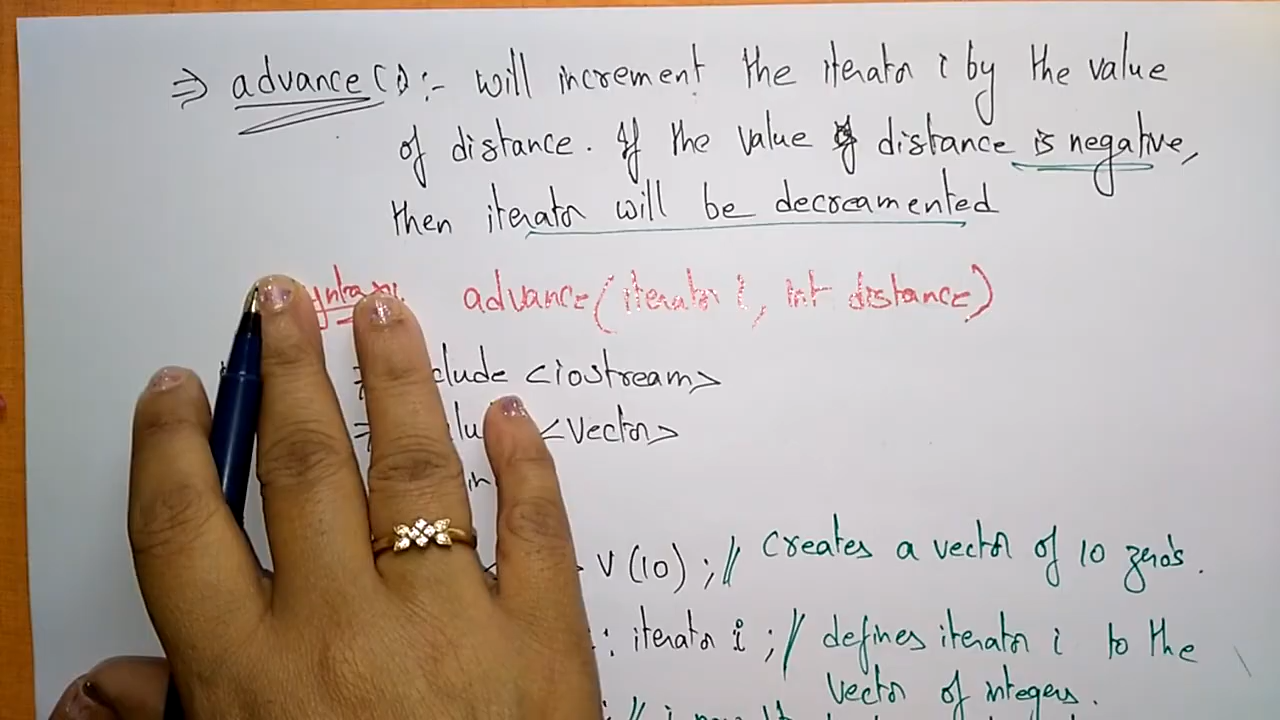 ⇒ advance():- will increment the iterator i by the value
of distance. If the value of distance is negative,
then iterator will be decreamented
advance(iterator i, int distance)
<iostream>
<vector>
V(10); // Creates a vector of 10 zero's.
:: iterator i; // defines iterator i to the
vector of integers.